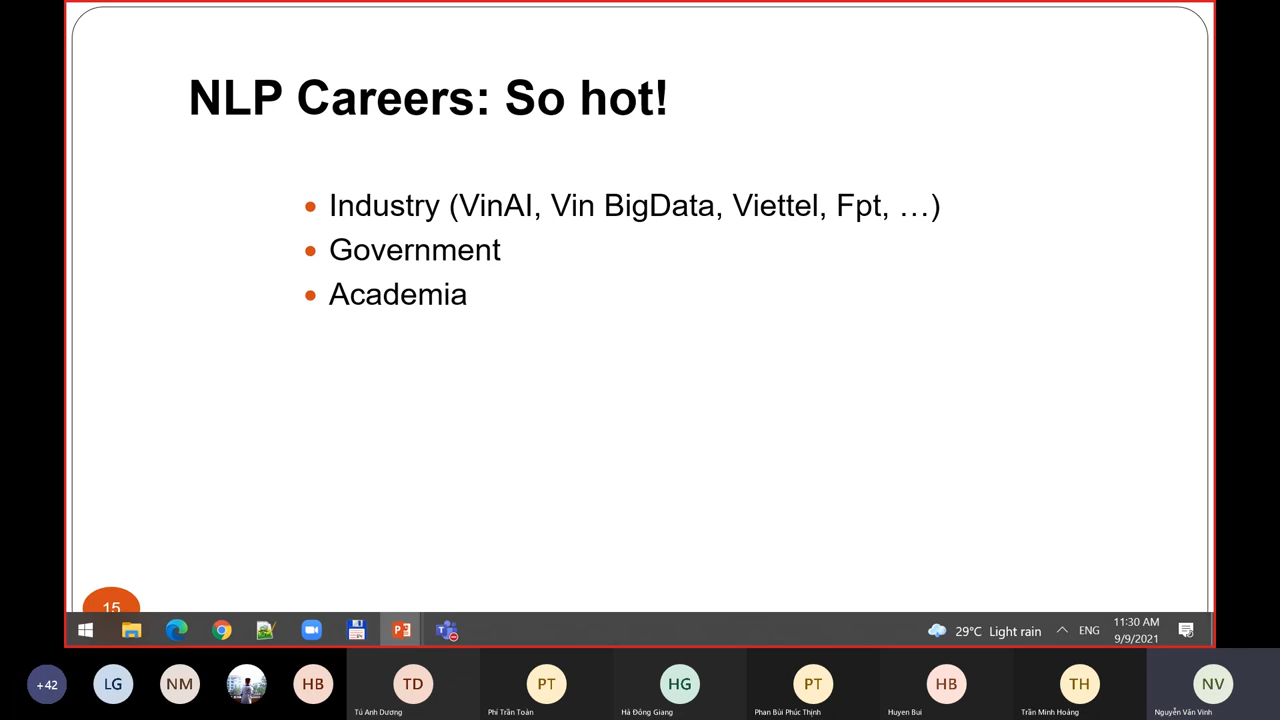 NLP Careers: So hot!
• Industry (VinAI, Vin BigData, Viettel, Fpt, …)
• Government
• Academia
15
29°C Light rain
ENG
11:30 AM
9/9/2021
+42
LG
NM
HB
TD
Tú Anh Dương
PT
Phí Trần Toàn
HG
Hà Đông Giang
PT
Phan Bùi Phúc Thịnh
HB
Huyen Bui
TH
Trần Minh Hoàng
NV
Nguyễn Văn Vinh